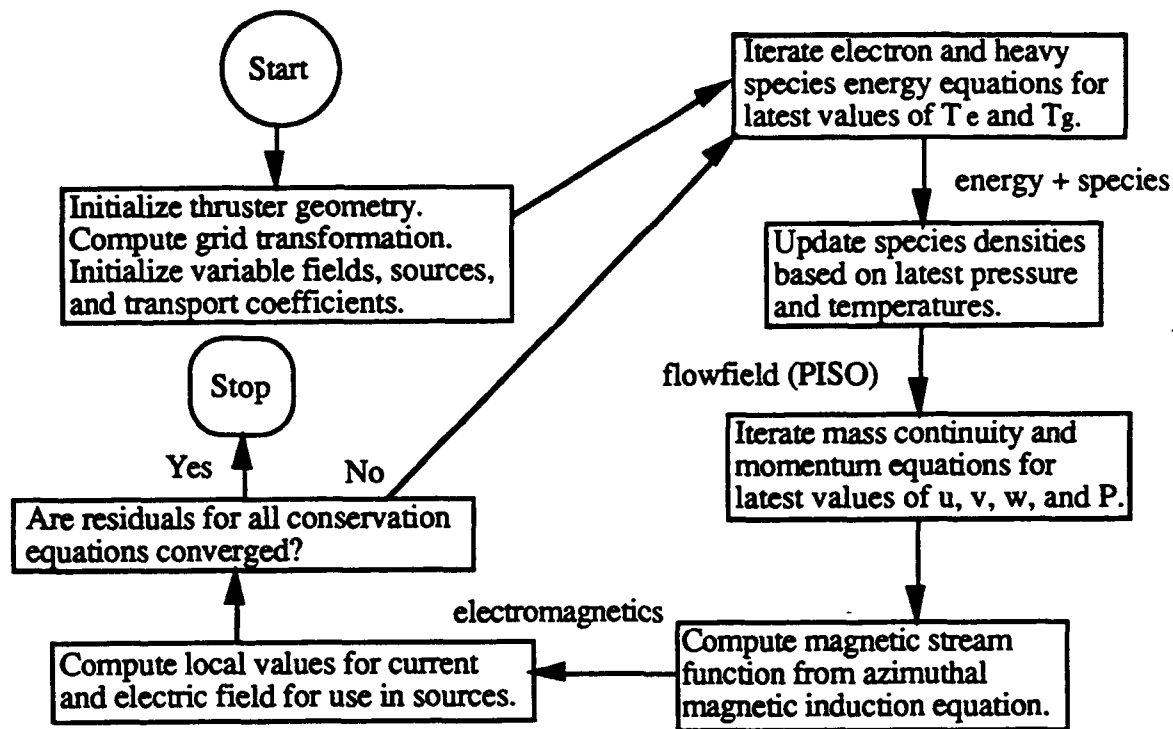 Start
Initialize thruster geometry.
Compute grid transformation.
Initialize variable fields, sources,
and transport coefficients.
Iterate electron and heavy
species energy equations for
latest values of Te and Tg.
energy + species
Update species densities
based on latest pressure
and temperatures.
flowfield (PISO)
Iterate mass continuity and
momentum equations for
latest values of u, v, w, and P.
Compute magnetic stream
function from azimuthal
magnetic induction equation.
electromagnetics
Compute local values for current
and electric field for use in sources.
Are residuals for all conservation
equations converged?
Yes
No
Stop